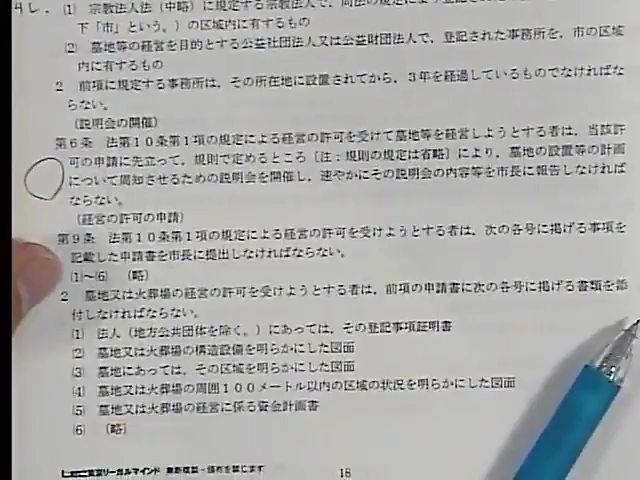 (1) 宗教法人法(中略)に規定する宗教法人で、同法の規定により登記さ
下「市」という。)の区域内に有するもの
(2) 墓地等の経営を目的とする公益社団法人又は公益財団法人で、登記された事務所を、市の区域
内に有するもの
2 前項に規定する事務所は、その所在地に設置されてから、3年を経過しているものでなければな
らない。
(説明会の開催)
第6条 法第10条第1項の規定による経営の許可を受けて墓地等を経営しようとする者は、当該許
可の申請に先立って、規則で定めるところ〔注:規則の規定は省略〕により、墓地の設置等の計画
について周知させるための説明会を開催し、速やかにその説明会の内容等を市長に報告しなければ
ならない。
(経営の許可の申請)
第9条 法第10条第1項の規定による経営の許可を受けようとする者は、次の各号に掲げる事項を
記載した申請書を市長に提出しなければならない。
(1)~(6) (略)
2 墓地又は火葬場の経営の許可を受けようとする者は、前項の申請書に次の各号に掲げる書類を添
付しなければならない。
(1) 法人(地方公共団体を除く。)にあっては、その登記事項証明書
(2) 墓地又は火葬場の構造設備を明らかにした図面
(3) 墓地にあっては、その区域を明らかにした図面
(4) 墓地又は火葬場の周囲100メートル以内の区域の状況を明らかにした図面
(5) 墓地又は火葬場の経営に係る資金計画書
(6) (略)
東京リーガルマインド 無断複製・頒布を禁じます
18